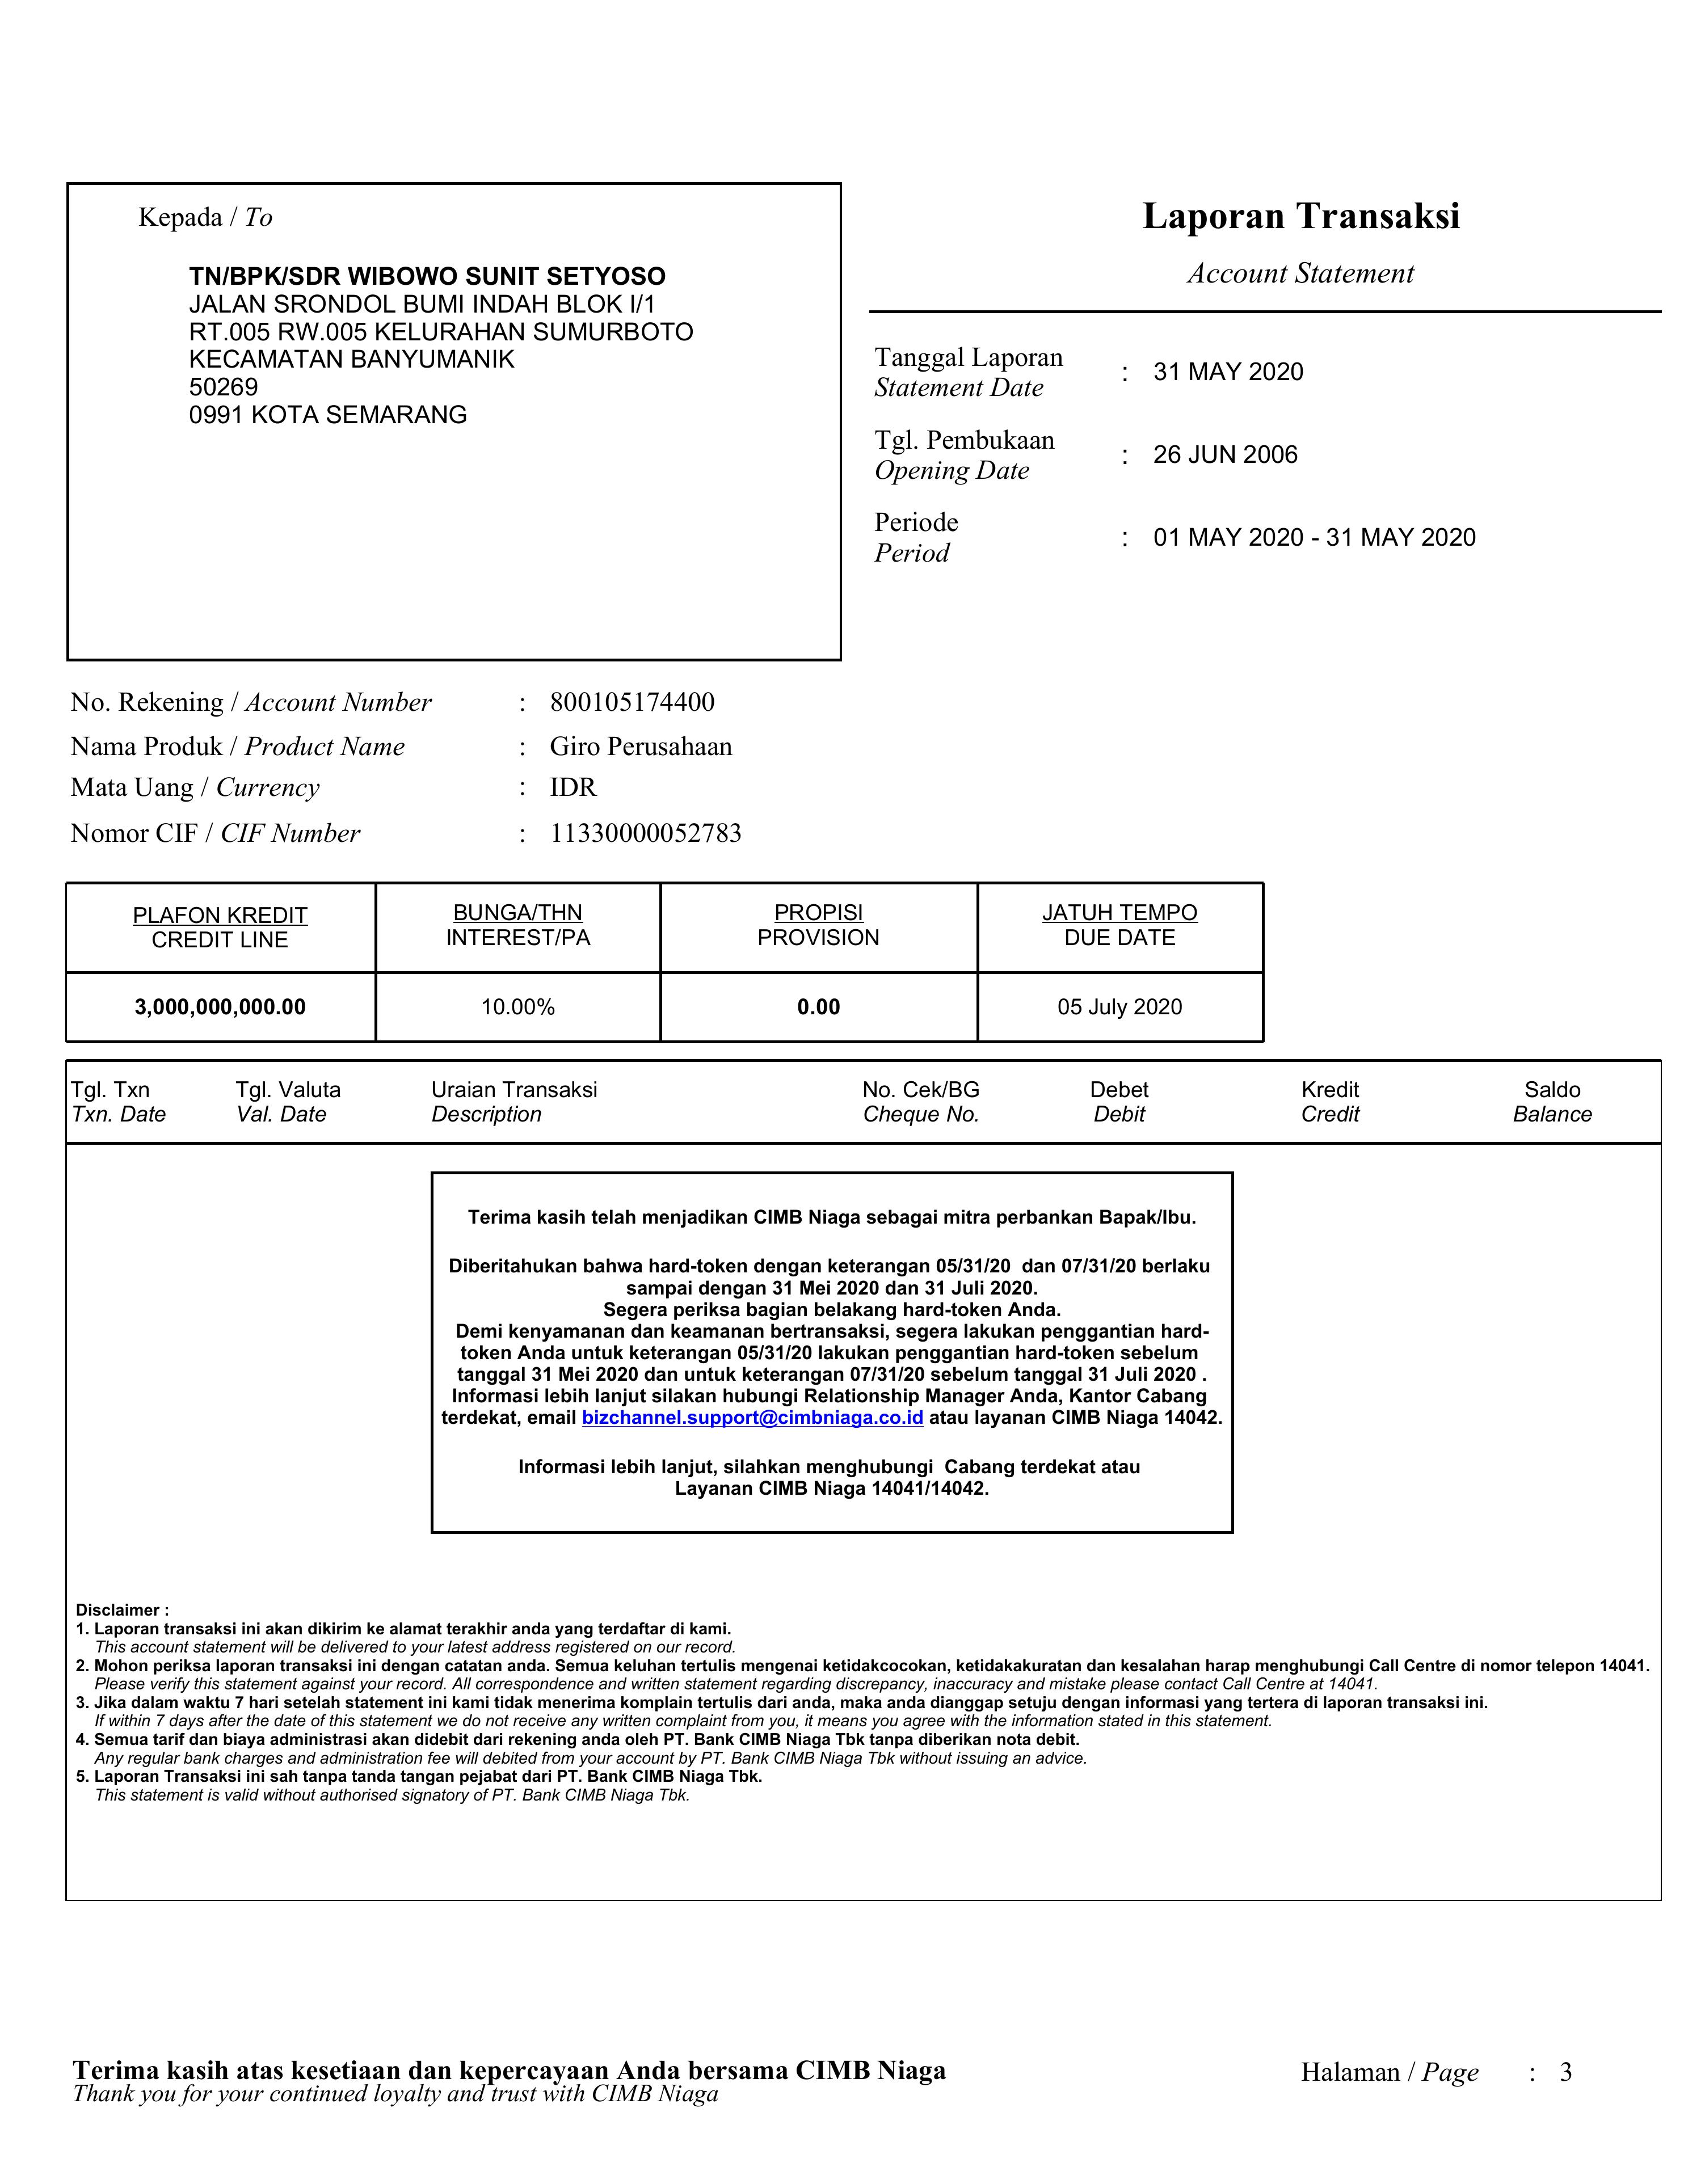 Kepada / To
Laporan Transaksi
Account Statement
TN/BPK/SDR WIBOWO SUNIT SETYOSO
JALAN SRONDOL BUMI INDAH BLOK I/1
RT.005 RW.005 KELURAHAN SUMURBOTO
KECAMATAN BANYUMANIK
50269
0991 KOTA SEMARANG
Tanggal Laporan
Statement Date : 31 MAY 2020
Tgl. Pembukaan
Opening Date : 26 JUN 2006
Periode
Period : 01 MAY 2020 - 31 MAY 2020
No. Rekening / Account Number : 800105174400
Nama Produk / Product Name : Giro Perusahaan
Mata Uang / Currency : IDR
Nomor CIF / CIF Number : 11330000052783
PLAFON KREDIT BUNGA/THN PROPISI JATUH TEMPO
CREDIT LINE INTEREST/PA PROVISION DUE DATE
3,000,000,000.00 10.00% 0.00 05 July 2020
Tgl. Txn Tgl. Valuta Uraian Transaksi No. Cek/BG Debet Kredit Saldo
Txn. Date Val. Date Description Cheque No. Debit Credit Balance
Terima kasih telah menjadikan CIMB Niaga sebagai mitra perbankan Bapak/Ibu.
Diberitahukan bahwa hard-token dengan keterangan 05/31/20 dan 07/31/20 berlaku
sampai dengan 31 Mei 2020 dan 31 Juli 2020.
Segera periksa bagian belakang hard-token Anda.
Demi kenyamanan dan keamanan bertransaksi, segera lakukan penggantian hard-
token Anda untuk keterangan 05/31/20 lakukan penggantian hard-token sebelum
tanggal 31 Mei 2020 dan untuk keterangan 07/31/20 sebelum tanggal 31 Juli 2020 .
Informasi lebih lanjut silakan hubungi Relationship Manager Anda, Kantor Cabang
terdekat, email bizchannel.support@cimbniaga.co.id atau layanan CIMB Niaga 14042.
Informasi lebih lanjut, silahkan menghubungi Cabang terdekat atau
Layanan CIMB Niaga 14041/14042.
Disclaimer :
1. Laporan transaksi ini akan dikirim ke alamat terakhir anda yang terdaftar di kami.
This account statement will be delivered to your latest address registered on our record.
2. Mohon periksa laporan transaksi ini dengan catatan anda. Semua keluhan tertulis mengenai ketidakcocokan, ketidakakuratan dan kesalahan harap menghubungi Call Centre di nomor telepon 14041.
Please verify this statement against your record. All correspondence and written statement regarding discrepancy, inaccuracy and mistake please contact Call Centre at 14041.
3. Jika dalam waktu 7 hari setelah statement ini kami tidak menerima komplain tertulis dari anda, maka anda dianggap setuju dengan informasi yang tertera di laporan transaksi ini.
If within 7 days after the date of this statement we do not receive any written complaint from you, it means you agree with the information stated in this statement.
4. Semua tarif dan biaya administrasi akan didebit dari rekening anda oleh PT. Bank CIMB Niaga Tbk tanpa diberikan nota debit.
Any regular bank charges and administration fee will debited from your account by PT. Bank CIMB Niaga Tbk without issuing an advice.
5. Laporan Transaksi ini sah tanpa tanda tangan pejabat dari PT. Bank CIMB Niaga Tbk.
This statement is valid without authorised signatory of PT. Bank CIMB Niaga Tbk.
Terima kasih atas kesetiaan dan kepercayaan Anda bersama CIMB Niaga
Thank you for your continued loyalty and trust with CIMB Niaga
Halaman / Page : 3